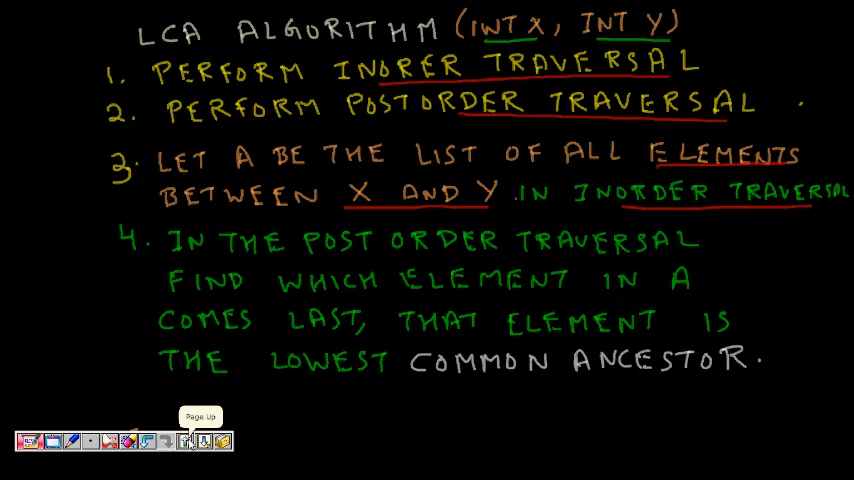 LCA ALGORITHM (INT X, INT Y)
1. PERFORM INORER TRAVERSAL
2. PERFORM POSTORDER TRAVERSAL .
3. LET A BE THE LIST OF ALL ELEMENTS
BETWEEN X AND Y .IN INORDER TRAVERSAL
4. IN THE POST ORDER TRAVERSAL
FIND WHICH ELEMENT IN A
COMES LAST, THAT ELEMENT IS
THE LOWEST COMMON ANCESTOR.
Page Up